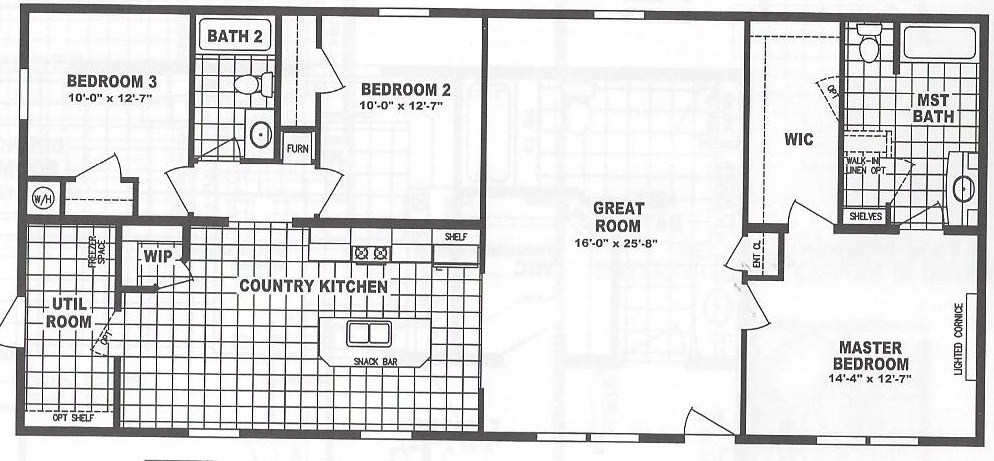 BATH 2
BEDROOM 3
10'-0" x 12'-7"
BEDROOM 2
10'-0" x 12'-7"
FURN
W/H
OPT
MST
BATH
WIC
WALK-IN
LINEN OPT
SHELVES
GREAT
ROOM
16'-0" x 25'-8"
ENT CL
FREEZER
SPACE
WIP
SHELF
COUNTRY KITCHEN
UTIL
ROOM
OPT
SNACK BAR
OPT SHELF
MASTER
BEDROOM
14'-4" x 12'-7"
LIGHTED CORNICE